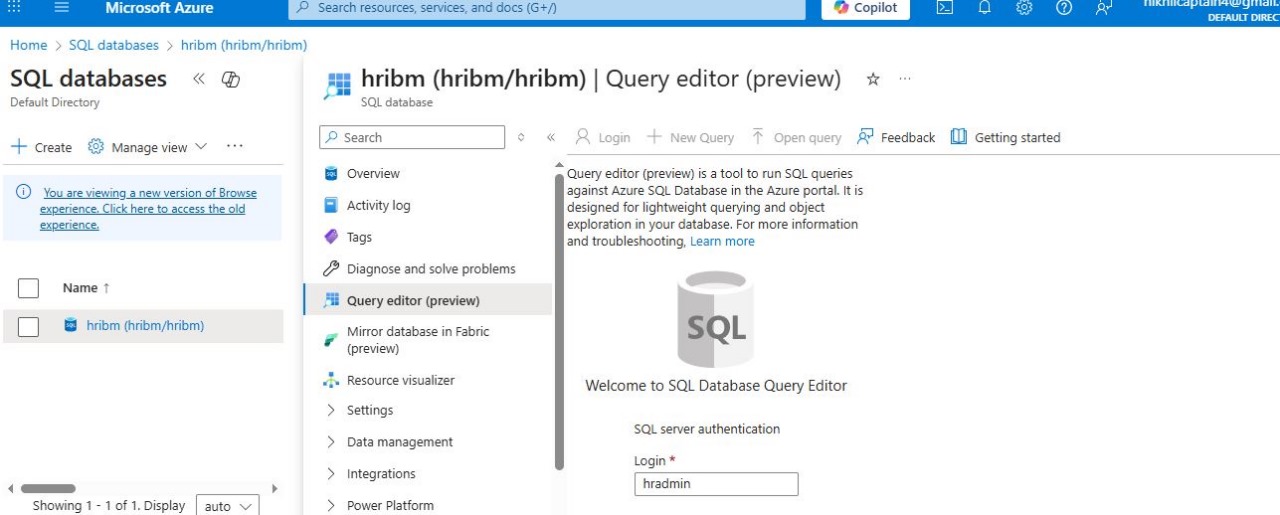 Microsoft Azure
Search resources, services, and docs (G+/)
Copilot
DEFAULT DIREC
Home > SQL databases > hribm (hribm/hribm)
SQL databases
Default Directory
Create
Manage view
You are viewing a new version of Browse
experience. Click here to access the old
experience.
Name ↑
hribm (hribm/hribm)
Showing 1 - 1 of 1. Display auto
hribm (hribm/hribm) | Query editor (preview)
SQL database
Search
Overview
Activity log
Tags
Diagnose and solve problems
Query editor (preview)
Mirror database in Fabric
(preview)
Resource visualizer
Settings
Data management
Integrations
Power Platform
Login
New Query
Open query
Feedback
Getting started
Query editor (preview) is a tool to run SQL queries
against Azure SQL Database in the Azure portal. It is
designed for lightweight querying and object
exploration in your database. For more information
and troubleshooting, Learn more
SQL
Welcome to SQL Database Query Editor
SQL server authentication
Login *
hradmin